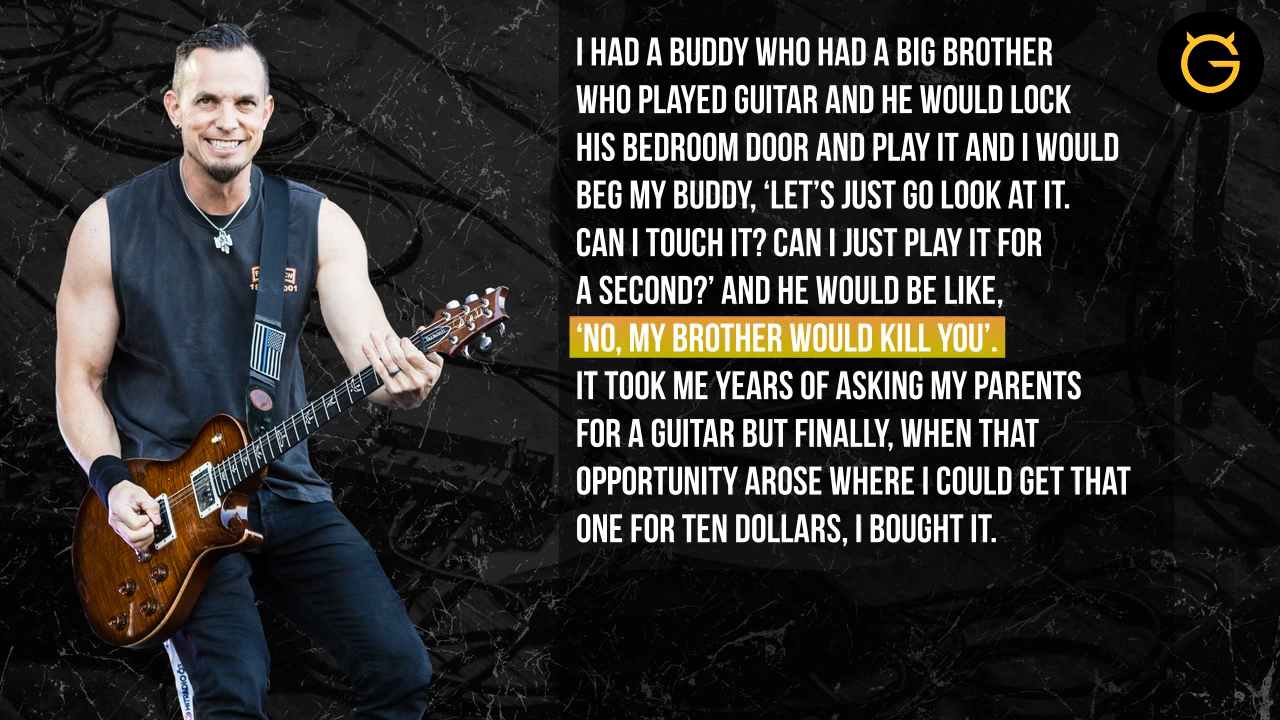 I HAD A BUDDY WHO HAD A BIG BROTHER
WHO PLAYED GUITAR AND HE WOULD LOCK
HIS BEDROOM DOOR AND PLAY IT AND I WOULD
BEG MY BUDDY, ‘LET’S JUST GO LOOK AT IT.
CAN I TOUCH IT? CAN I JUST PLAY IT FOR
A SECOND?’ AND HE WOULD BE LIKE,
‘NO, MY BROTHER WOULD KILL YOU’.
IT TOOK ME YEARS OF ASKING MY PARENTS
FOR A GUITAR BUT FINALLY, WHEN THAT
OPPORTUNITY AROSE WHERE I COULD GET THAT
ONE FOR TEN DOLLARS, I BOUGHT IT.
G
TREMONTI
HITRADIO